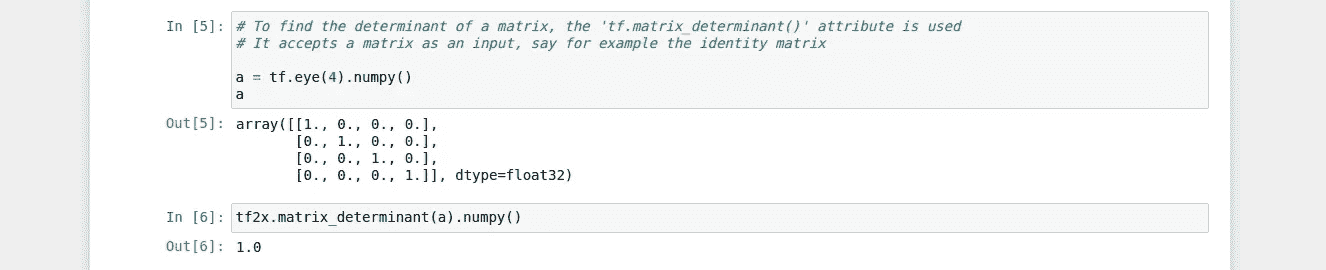 In [5]: # To find the determinant of a matrix, the 'tf.matrix_determinant()' attribute is used
# It accepts a matrix as an input, say for example the identity matrix
a = tf.eye(4).numpy()
a
Out[5]: array([[1., 0., 0., 0.],
[0., 1., 0., 0.],
[0., 0., 1., 0.],
[0., 0., 0., 1.]], dtype=float32)
In [6]: tf2x.matrix_determinant(a).numpy()
Out[6]: 1.0